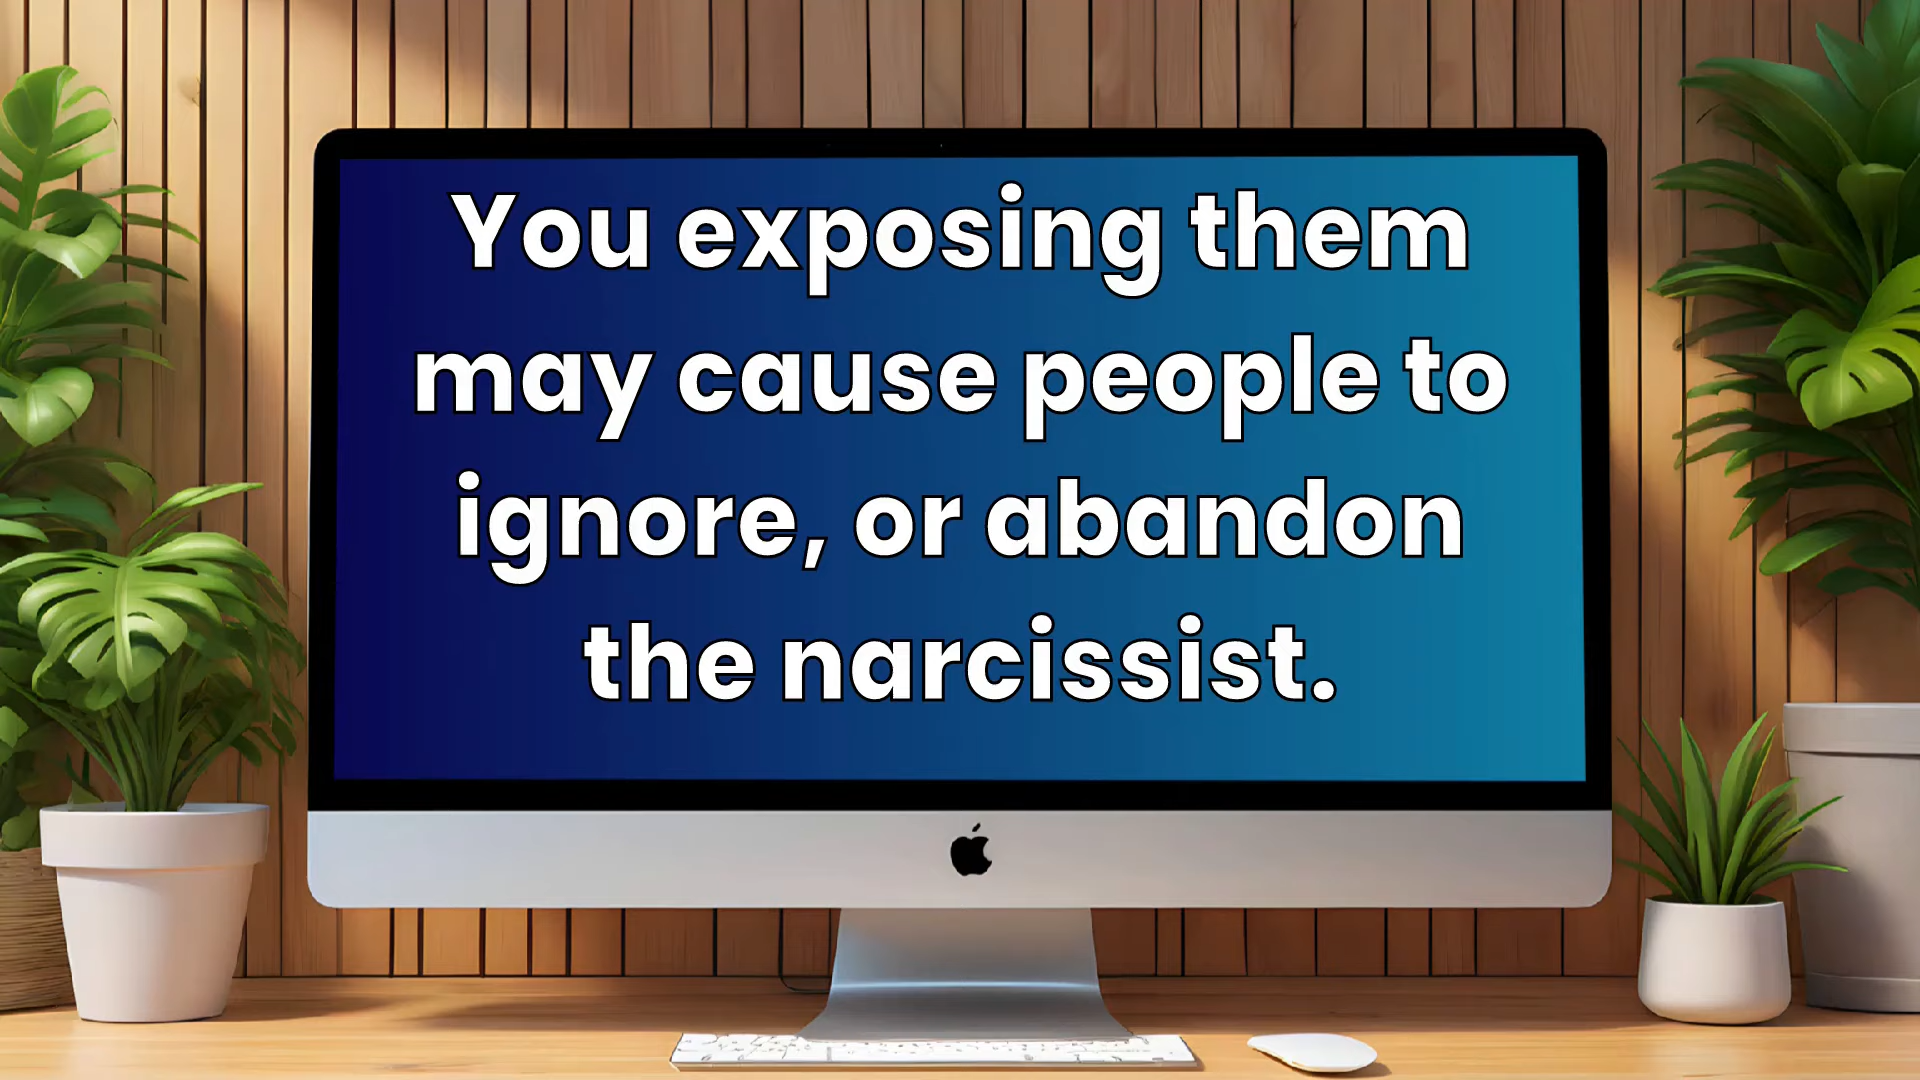 You exposing them
may cause people to
ignore, or abandon
the narcissist.